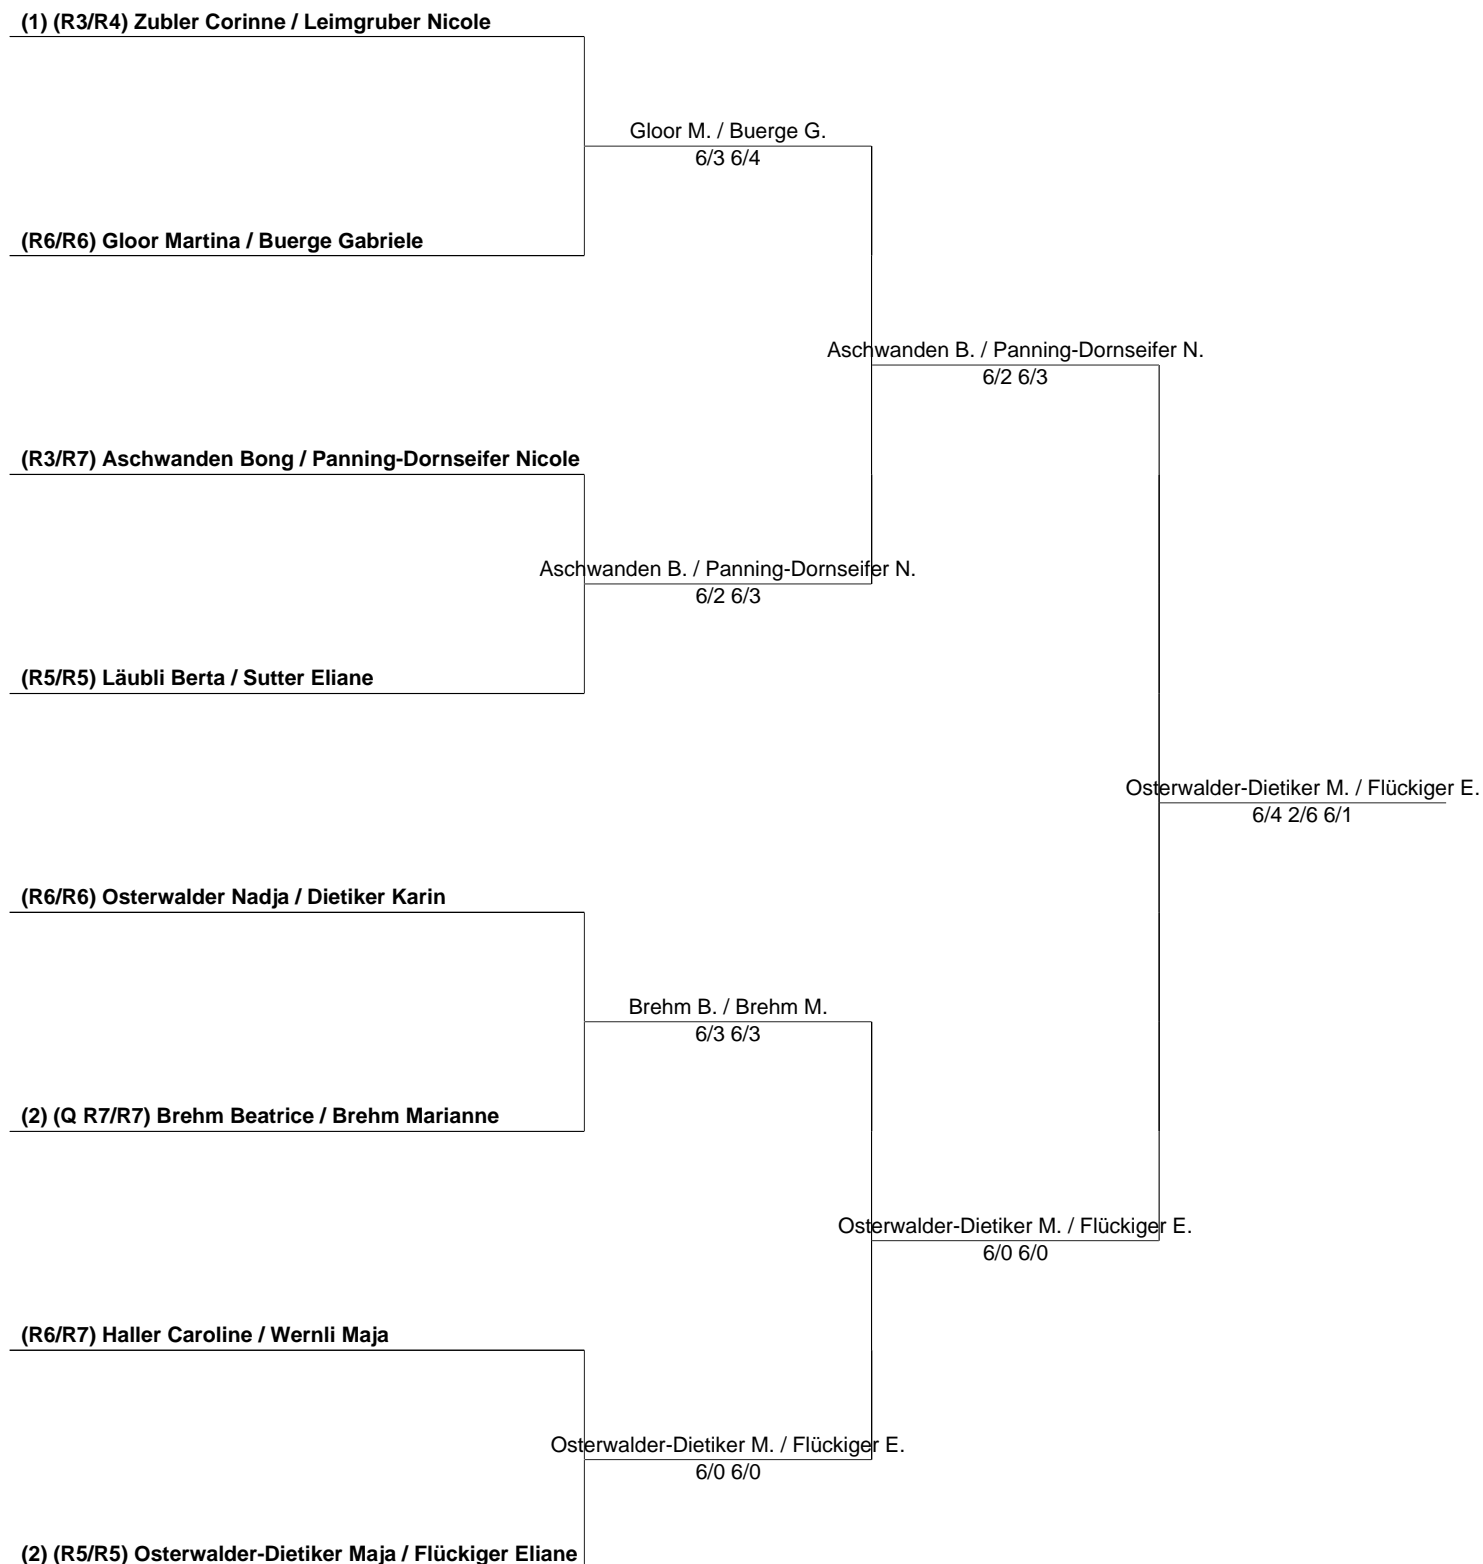 (1) (R3/R4) Zubler Corinne / Leimgruber Nicole
Gloor M. / Buerge G.
6/3 6/4
(R6/R6) Gloor Martina / Buerge Gabriele
Aschwanden B. / Panning-Dornseifer N.
6/2 6/3
(R3/R7) Aschwanden Bong / Panning-Dornseifer Nicole
Aschwanden B. / Panning-Dornseifer N.
6/2 6/3
(R5/R5) Läubli Berta / Sutter Eliane
Osterwalder-Dietiker M. / Flückiger E.
6/4 2/6 6/1
(R6/R6) Osterwalder Nadja / Dietiker Karin
Brehm B. / Brehm M.
6/3 6/3
(2) (Q R7/R7) Brehm Beatrice / Brehm Marianne
Osterwalder-Dietiker M. / Flückiger E.
6/0 6/0
(R6/R7) Haller Caroline / Wernli Maja
Osterwalder-Dietiker M. / Flückiger E.
6/0 6/0
(2) (R5/R5) Osterwalder-Dietiker Maja / Flückiger Eliane